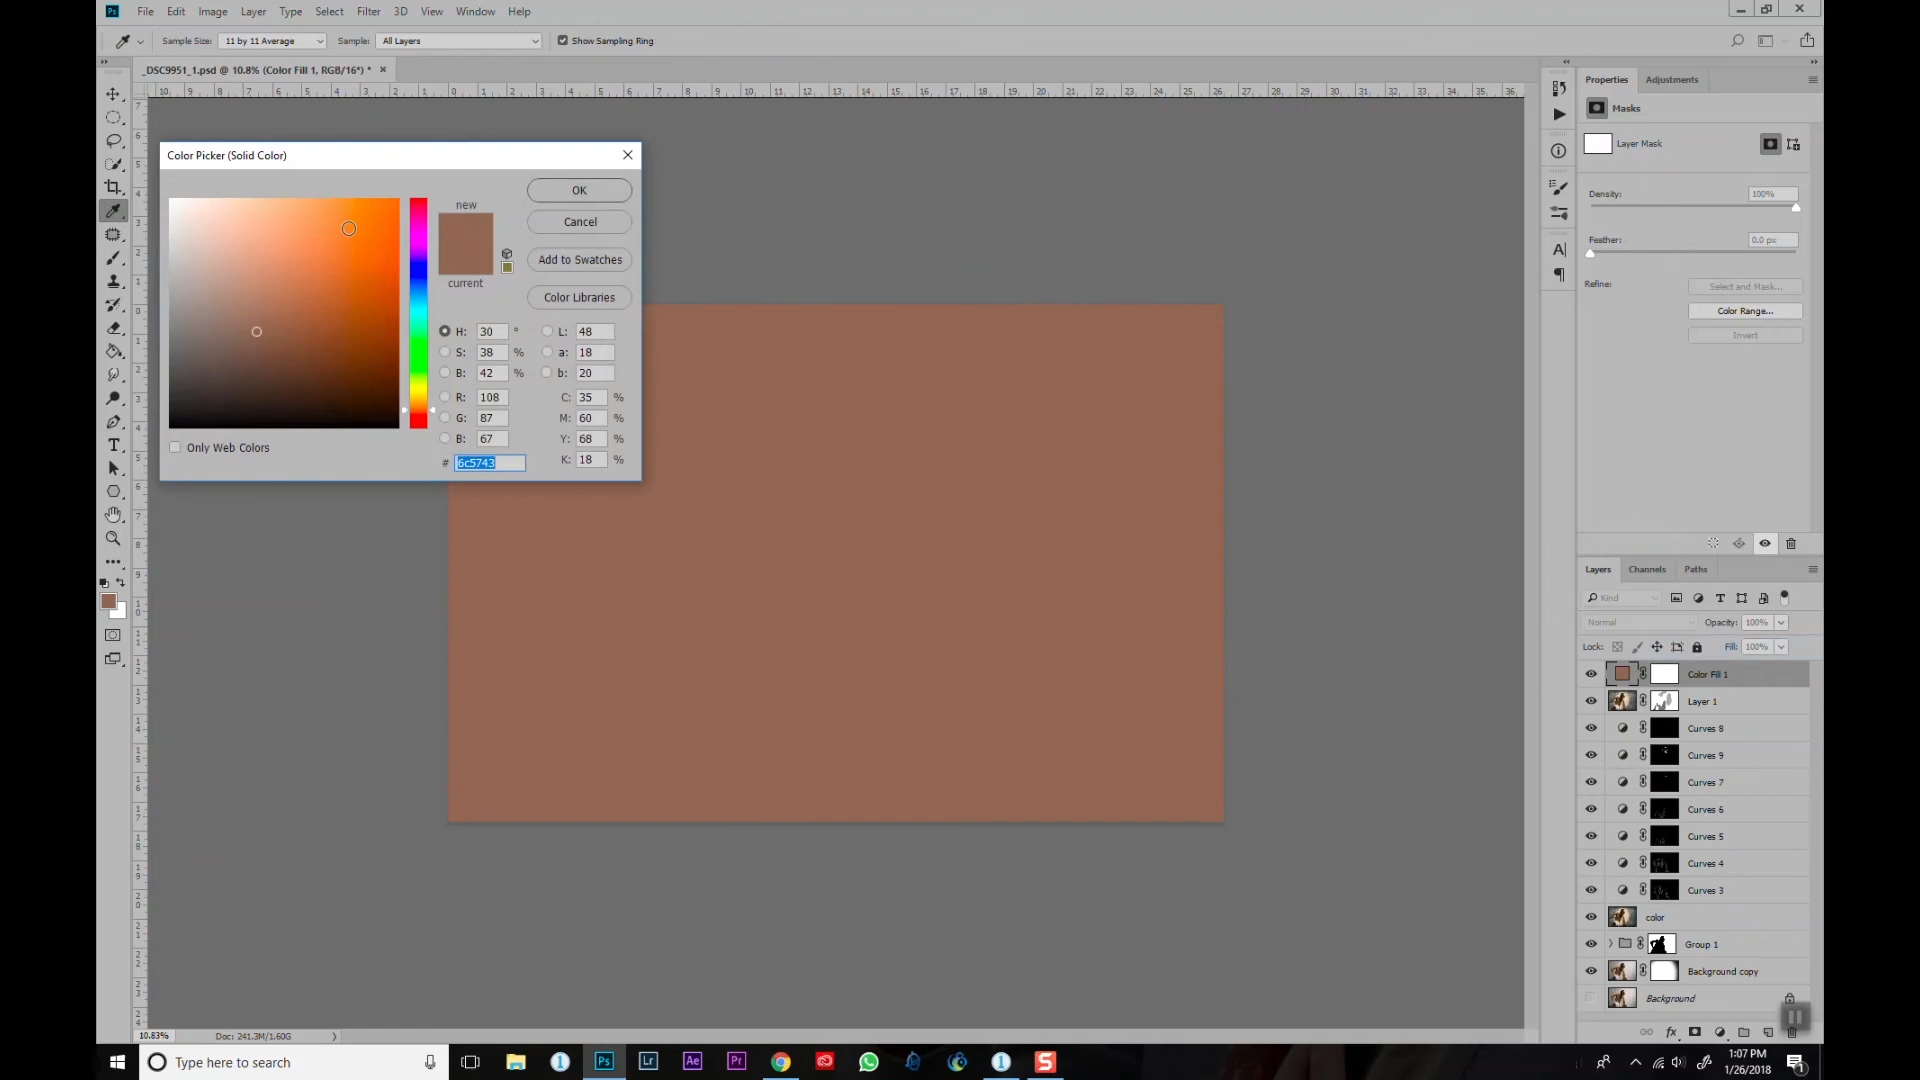 Ps File Edit Image Layer Type Select Filter 3D View Window Help
Sample Size: 11 by 11 Average Sample: All Layers Show Sampling Ring
_DSC9951_1.psd @ 10.8% (Color Fill 1, RGB/16*) *
Properties Adjustments
Masks
Layer Mask
Density: 100%
Feather: 0.0 px
Refine: Select and Mask...
Color Range...
Invert
Color Picker (Solid Color)
new
current
OK
Cancel
Add to Swatches
Color Libraries
H: 30 ° L: 48
S: 38 % a: 18
B: 42 % b: 20
R: 108 C: 35 %
G: 87 M: 60 %
B: 67 Y: 68 %
# 6c5743 K: 18 %
Only Web Colors
Layers Channels Paths
Kind
Normal Opacity: 100%
Lock: Fill: 100%
Color Fill 1
Layer 1
Curves 8
Curves 9
Curves 7
Curves 6
Curves 5
Curves 4
Curves 3
color
Group 1
Background copy
Background
fx
10.83% Doc: 241.3M/1.60G
Type here to search
Ps Lr Ae Pr
1:07 PM
1/26/2018